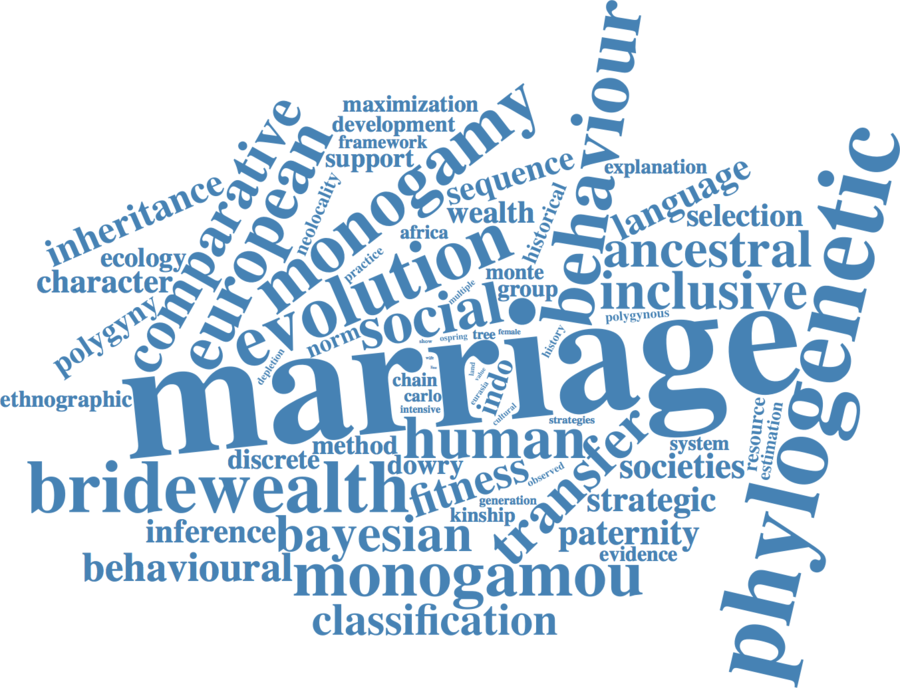 maximization
development
framework
support
monogamy
behaviour
comparative
european
inheritance
neolocality
sequence
explanation
language
phylogenetic
wealth
historical
selection
africa
ecology
character
evolution
practice
ancestral
monte
group
multiple
inclusive
polygynous
polygyny
social
norm
tree
female
ospring
history
depletion
marriage
ethnographic
chain
carlo
intensive
indo
land
value
eurasia
cultural
strategies
method
human
transfer
system
resource
estimation
discrete
dowry
societies
bridewealth
fitness
observed
generation
strategic
kinship
inference
bayesian
paternity
evidence
behavioural
monogamou
classification